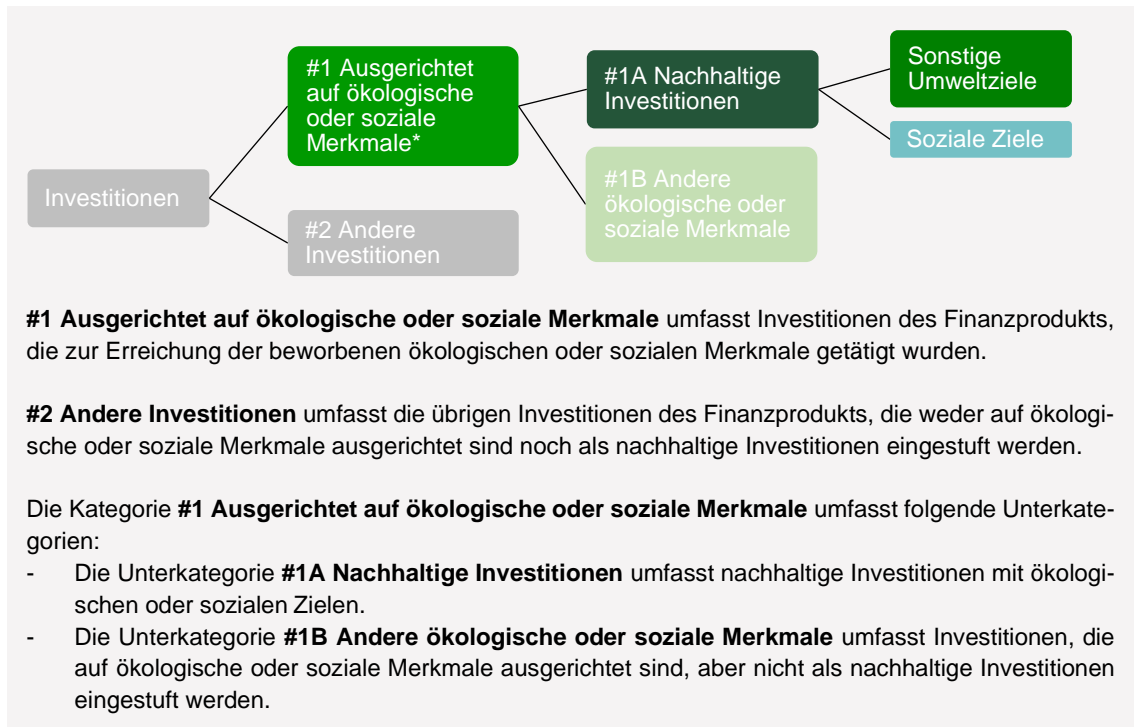 Investitionen
#1 Ausgerichtet
auf ökologische
oder soziale
Merkmale*
#2 Andere
Investitionen
#1A Nachhaltige
Investitionen
#1B Andere
ökologische oder
soziale Merkmale
Sonstige
Umweltziele
Soziale Ziele
#1 Ausgerichtet auf ökologische oder soziale Merkmale umfasst Investitionen des Finanzprodukts,
die zur Erreichung der beworbenen ökologischen oder sozialen Merkmale getätigt wurden.
#2 Andere Investitionen umfasst die übrigen Investitionen des Finanzprodukts, die weder auf ökologi-
sche oder soziale Merkmale ausgerichtet sind noch als nachhaltige Investitionen eingestuft werden.
Die Kategorie #1 Ausgerichtet auf ökologische oder soziale Merkmale umfasst folgende Unterkate-
gorien:
- Die Unterkategorie #1A Nachhaltige Investitionen umfasst nachhaltige Investitionen mit ökologi-
schen oder sozialen Zielen.
- Die Unterkategorie #1B Andere ökologische oder soziale Merkmale umfasst Investitionen, die
auf ökologische oder soziale Merkmale ausgerichtet sind, aber nicht als nachhaltige Investitionen
eingestuft werden.